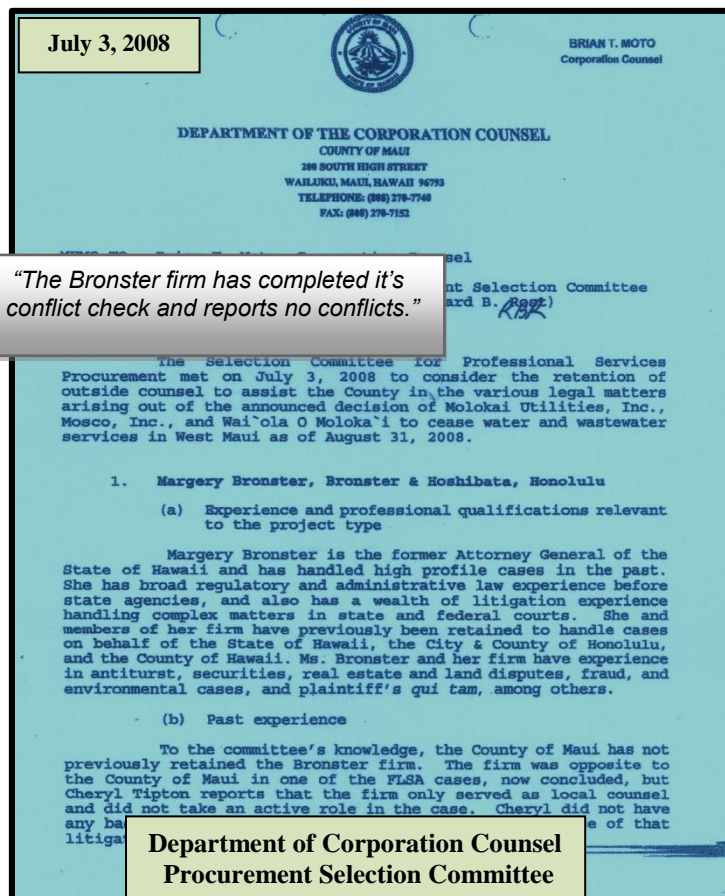 July 3, 2008
BRIAN T. MOTO
Corporation Counsel
COUNTY OF MAUI
STATE OF HAWAII
DEPARTMENT OF THE CORPORATION COUNSEL
COUNTY OF MAUI
200 SOUTH HIGH STREET
WAILUKU, MAUI, HAWAII 96793
TELEPHONE: (808) 270-7740
FAX: (808) 270-7152
“The Bronster firm has completed it’s
conflict check and reports no conflicts.”
Selection Committee
The Selection Committee for Professional Services
Procurement met on July 3, 2008 to consider the retention of
outside counsel to assist the County in the various legal matters
arising out of the announced decision of Molokai Utilities, Inc.,
Mosco, Inc., and Wai`ola O Moloka`i to cease water and wastewater
services in West Maui as of August 31, 2008.
1. Margery Bronster, Bronster & Hoshibata, Honolulu
(a) Experience and professional qualifications relevant
to the project type
Margery Bronster is the former Attorney General of the
State of Hawaii and has handled high profile cases in the past.
She has broad regulatory and administrative law experience before
state agencies, and also has a wealth of litigation experience
handling complex matters in state and federal courts. She and
members of her firm have previously been retained to handle cases
on behalf of the State of Hawaii, the City & County of Honolulu,
and the County of Hawaii. Ms. Bronster and her firm have experience
in antiturst, securities, real estate and land disputes, fraud, and
environmental cases, and plaintiff's qui tam, among others.
(b) Past experience
To the committee's knowledge, the County of Maui has not
previously retained the Bronster firm. The firm was opposite to
the County of Maui in one of the FLSA cases, now concluded, but
Cheryl Tipton reports that the firm only served as local counsel
and did not take an active role in the case. Cheryl did not have
any of that
Department of Corporation Counsel
Procurement Selection Committee